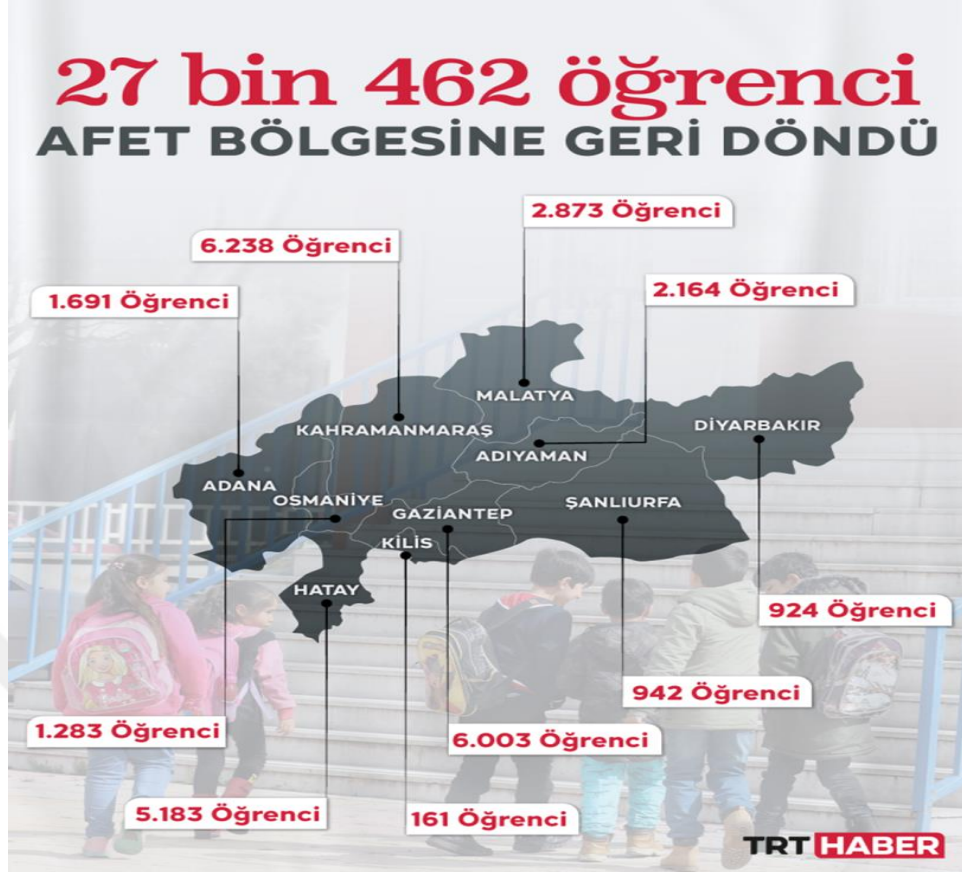 27 bin 462 öğrenci
AFET BÖLGESİNE GERİ DÖNDÜ
2.873 Öğrenci
6.238 Öğrenci
2.164 Öğrenci
1.691 Öğrenci
MALATYA
DİYARBAKIR
KAHRAMANMARAŞ
ADIYAMAN
ADANA
OSMANİYE
ŞANLIURFA
GAZİANTEP
KİLİS
HATAY
924 Öğrenci
942 Öğrenci
1.283 Öğrenci
6.003 Öğrenci
5.183 Öğrenci
161 Öğrenci
TRT HABER